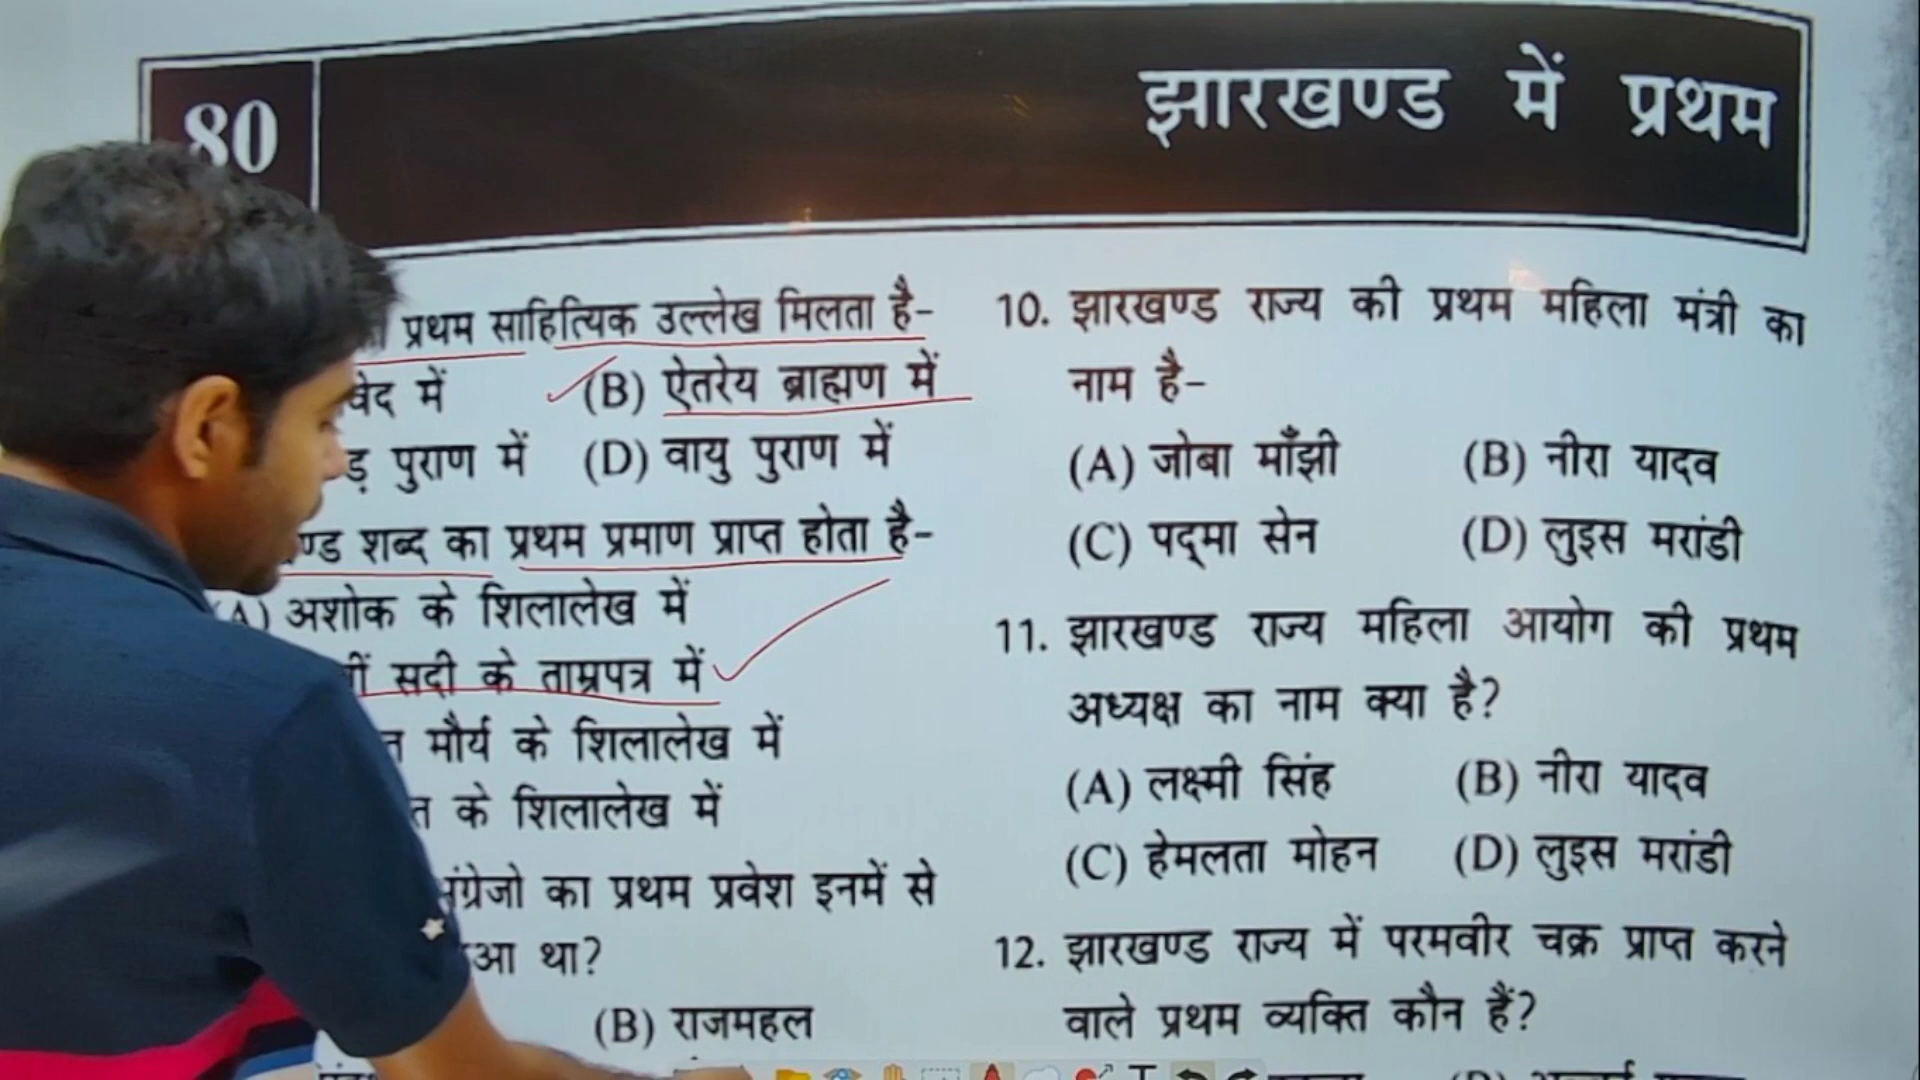 80
झारखण्ड में प्रथम
प्रथम साहित्यिक उल्लेख मिलता है-
वेद में (B) ऐतरेय ब्राह्मण में
पुराण में (D) वायु पुराण में
शब्द का प्रथम प्रमाण प्राप्त होता है-
(A) अशोक के शिलालेख में
सदी के ताम्रपत्र में
मौर्य के शिलालेख में
के शिलालेख में
का प्रथम प्रवेश इनमें से
था?
(B) राजमहल
10. झारखण्ड राज्य की प्रथम महिला मंत्री का
नाम है-
(A) जोबा माँझी (B) नीरा यादव
(C) पद्मा सेन (D) लुइस मरांडी
11. झारखण्ड राज्य महिला आयोग की प्रथम
अध्यक्ष का नाम क्या है?
(A) लक्ष्मी सिंह (B) नीरा यादव
(C) हेमलता मोहन (D) लुइस मरांडी
12. झारखण्ड राज्य में परमवीर चक्र प्राप्त करने
वाले प्रथम व्यक्ति कौन हैं?